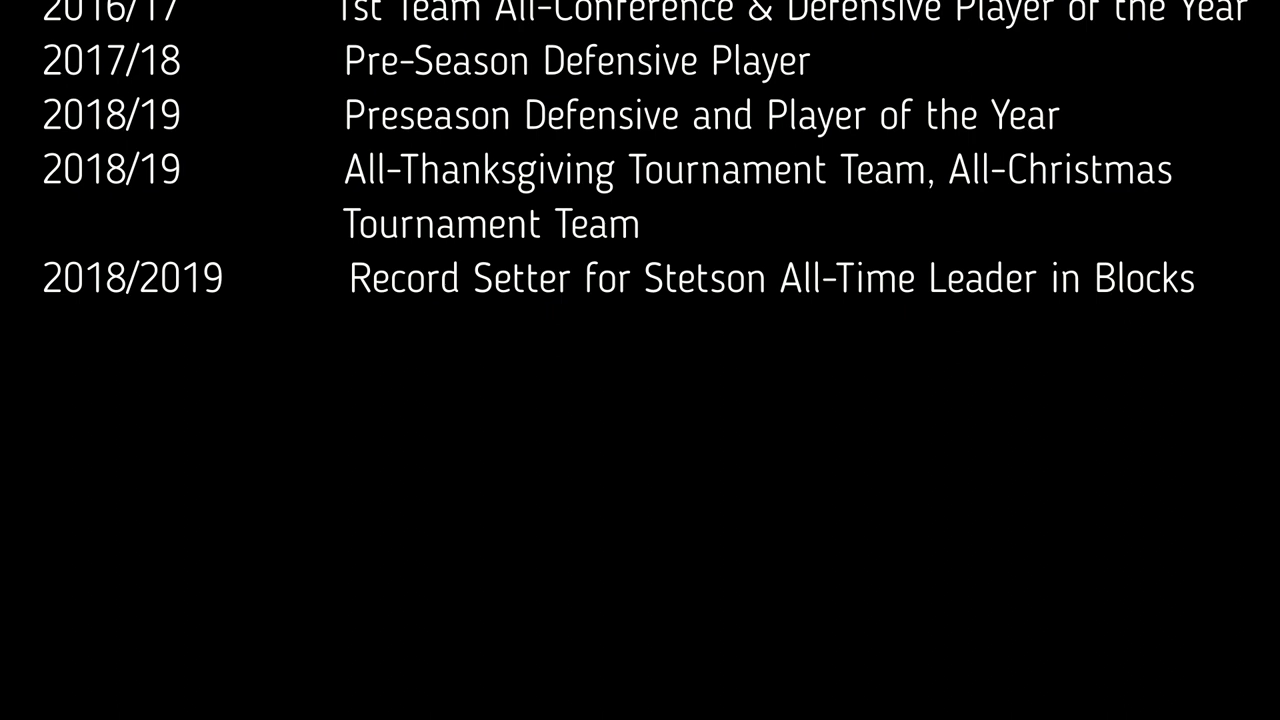 2016/17 1st Team All-Conference & Defensive Player of the Year
2017/18 Pre-Season Defensive Player
2018/19 Preseason Defensive and Player of the Year
2018/19 All-Thanksgiving Tournament Team, All-Christmas
Tournament Team
2018/2019 Record Setter for Stetson All-Time Leader in Blocks